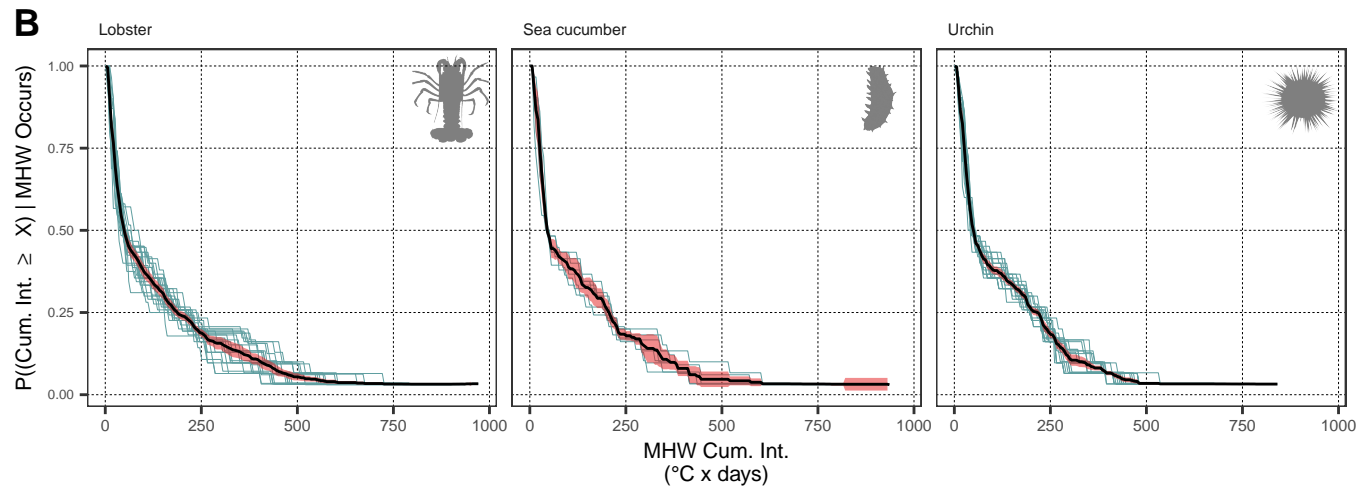 B
Lobster
Sea cucumber
Urchin
P((Cum. Int. ≥ X) | MHW Occurs)
1.00
0.75
0.50
0.25
0.00
0 250 500 750 1000
0 250 500 750 1000
0 250 500 750 1000
MHW Cum. Int.
(°C x days)